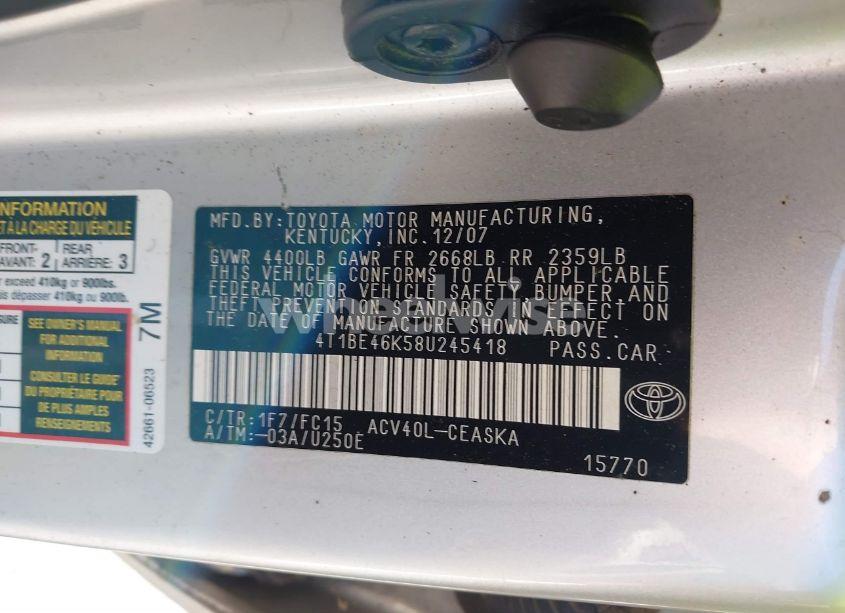 INFORMATION
ET À LA CHARGE DU VÉHICULE
FRONT
AVANT: 2
REAR
ARRIÈRE: 3
exceed 410kg or 900lbs.
is dépasser 410kg ou 900lb.
SURE
SEE OWNER'S MANUAL
FOR ADDITIONAL
INFORMATION
CONSULTER LE GUIDE
DU PROPRIÉTAIRE POUR
DE PLUS AMPLES
RENSEIGNEMENTS
7M
42661-06523
MFD.BY:TOYOTA MOTOR MANUFACTURING,
KENTUCKY,INC.12/07
GVWR 4400LB GAWR FR 2668LB RR 2359LB
THIS VEHICLE CONFORMS TO ALL APPLICABLE
FEDERAL MOTOR VEHICLE SAFETY,BUMPER,AND
THEFT PREVENTION STANDARDS IN EFFECT ON
THE DATE OF MANUFACTURE SHOWN ABOVE.
4T1BE46K58U245418 PASS.CAR
C/TR:1F7/FC15 ACV40L-CEASKA
A/TM:-03A/U250E
15770